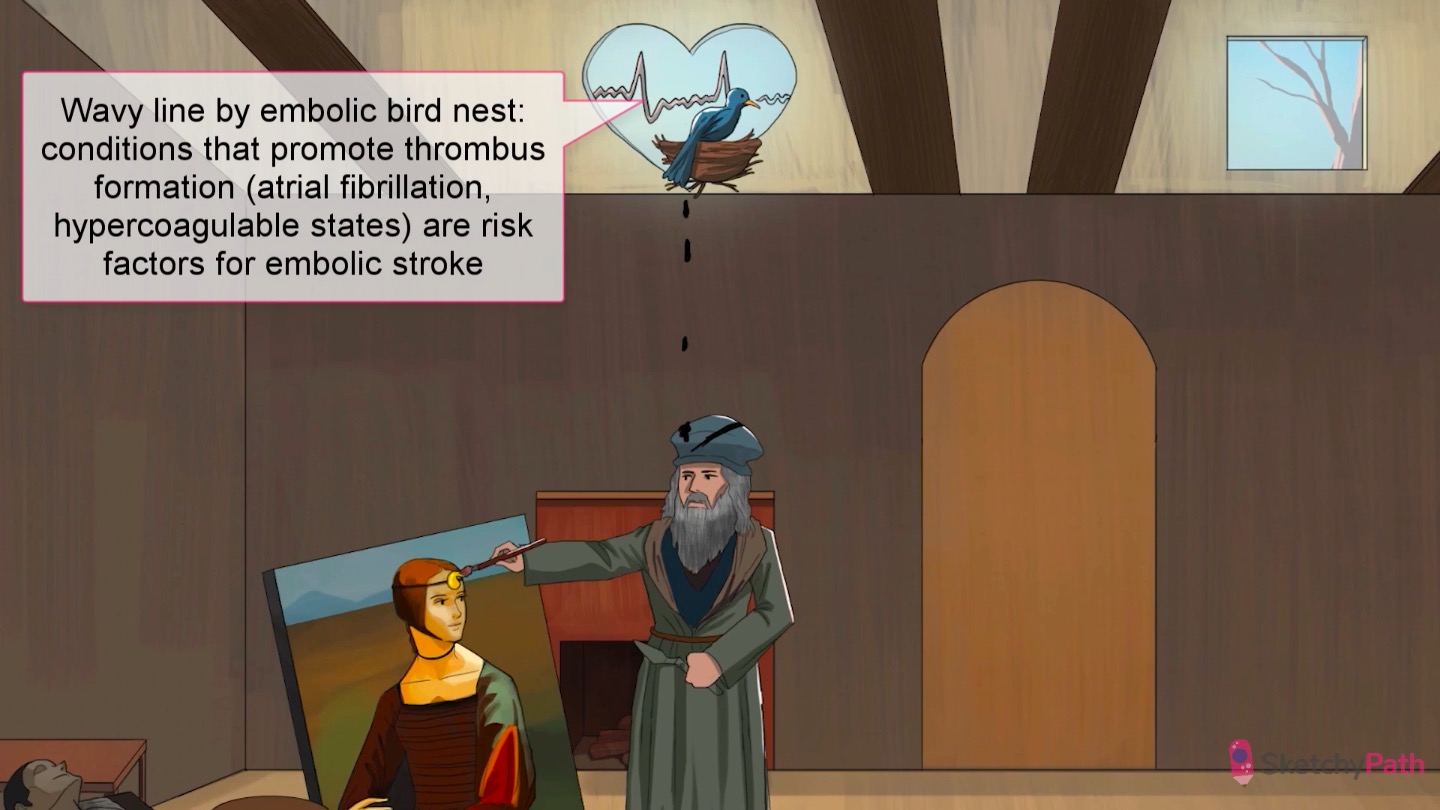 Wavy line by embolic bird nest:
conditions that promote thrombus
formation (atrial fibrillation,
hypercoagulable states) are risk
factors for embolic stroke
SketchyPath